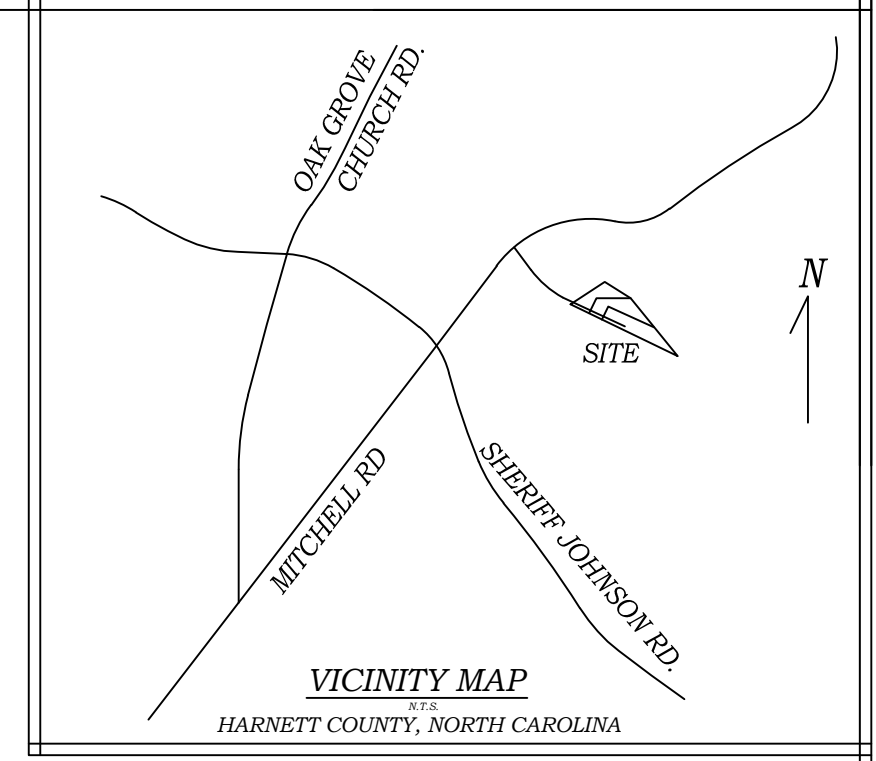 OAK GROVE
CHURCH RD.
N
SITE
MITCHELL RD
SHERIFF JOHNSON RD.
VICINITY MAP
N.T.S.
HARNETT COUNTY, NORTH CAROLINA